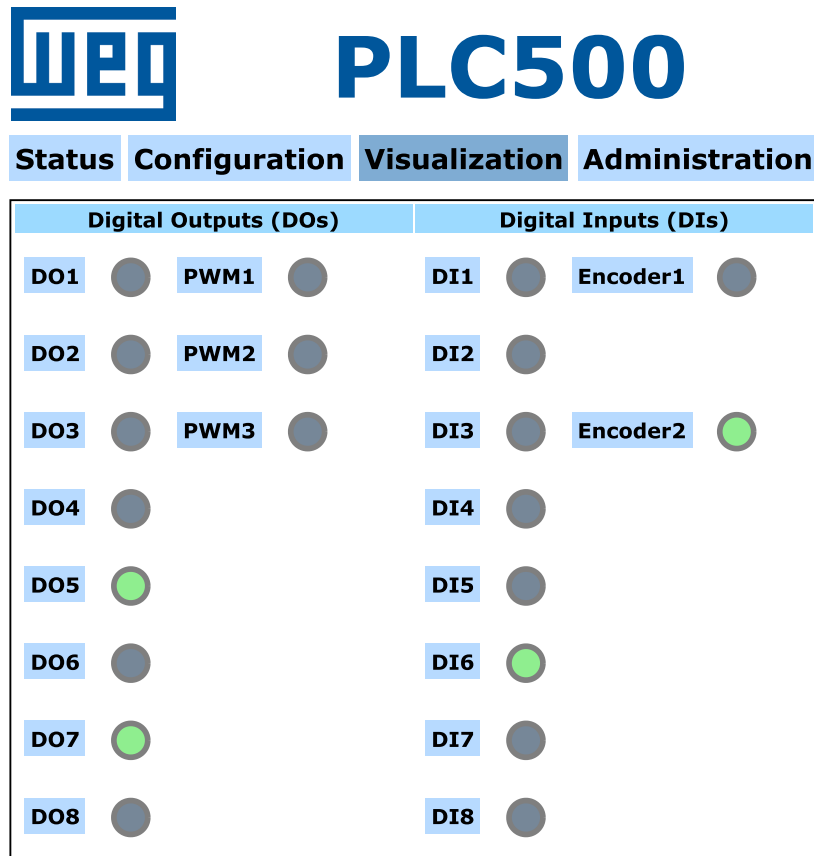 weg PLC500
Status Configuration Visualization Administration
Digital Outputs (DOs) Digital Inputs (DIs)
DO1 PWM1 DI1 Encoder1
DO2 PWM2 DI2
DO3 PWM3 DI3 Encoder2
DO4 DI4
DO5 DI5
DO6 DI6
DO7 DI7
DO8 DI8